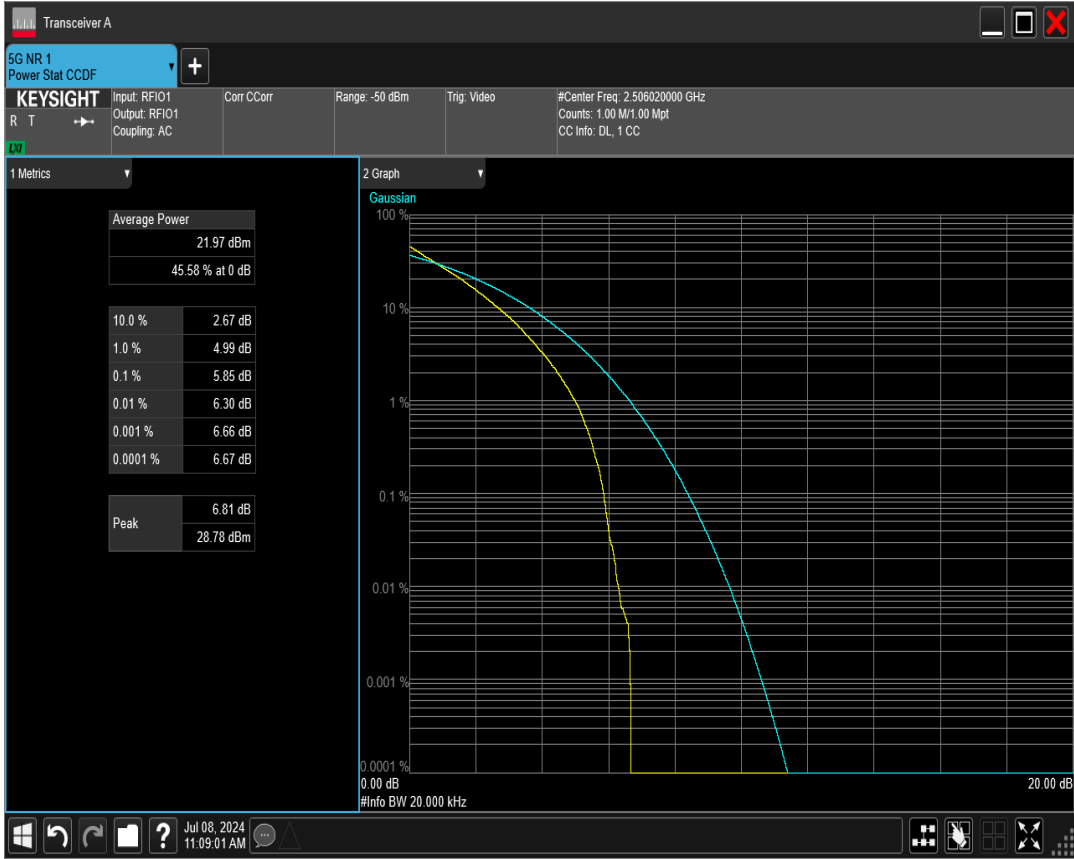 Transceiver A
5G NR 1
Power Stat CCDF
+
KEYSIGHT
R T
LXI
Input: RFIO1
Output: RFIO1
Coupling: AC
Corr CCorr
Range: -50 dBm
Trig: Video
#Center Freq: 2.506020000 GHz
Counts: 1.00 M/1.00 Mpt
CC Info: DL, 1 CC
1 Metrics
Average Power
21.97 dBm
45.58 % at 0 dB
10.0 % 2.67 dB
1.0 % 4.99 dB
0.1 % 5.85 dB
0.01 % 6.30 dB
0.001 % 6.66 dB
0.0001 % 6.67 dB
Peak 6.81 dB
28.78 dBm
2 Graph
Gaussian
100 %
10 %
1 %
0.1 %
0.01 %
0.001 %
0.0001 %
0.00 dB 20.00 dB
#Info BW 20.000 kHz
?
Jul 08, 2024
11:09:01 AM